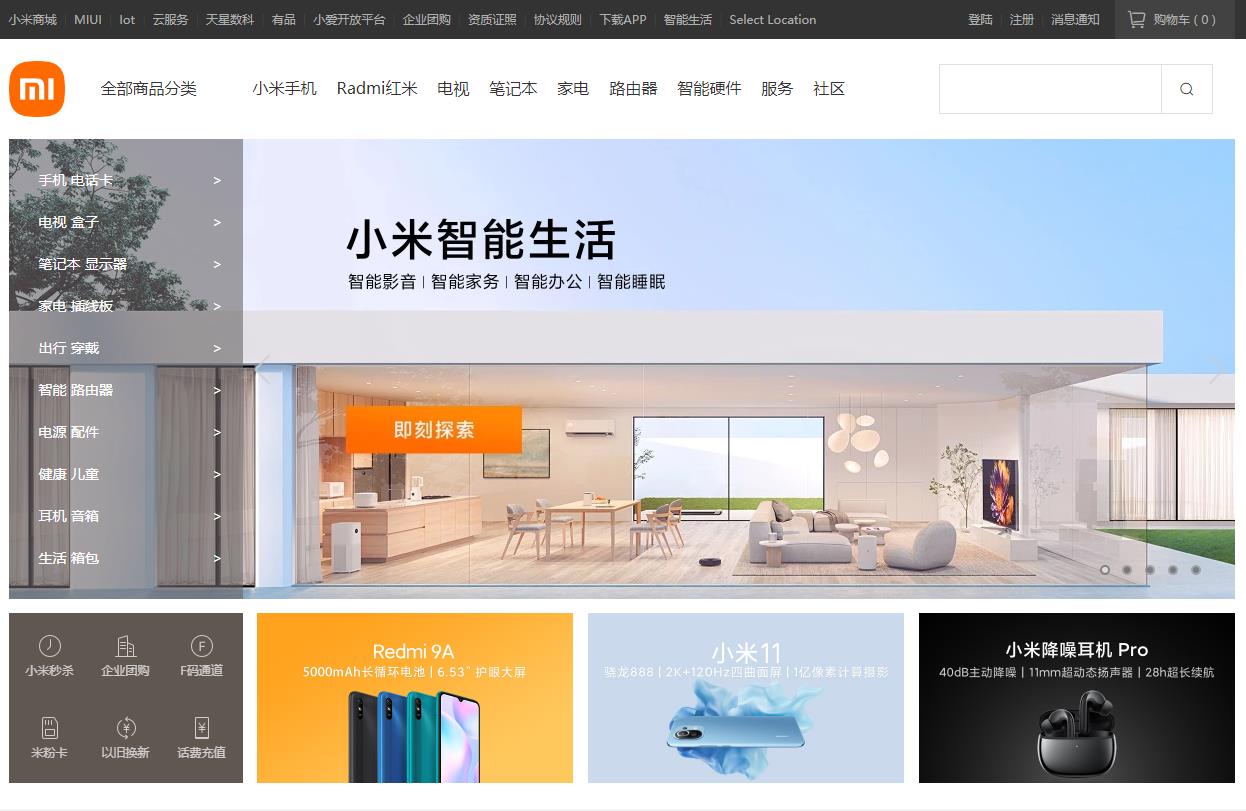 小米商城 MIUI Iot 云服务 天星数科 有品 小爱开放平台 企业团购 资质证照 协议规则 下载APP 智能生活 Select Location 登陆 注册 消息通知 购物车 ( 0 )
mi 全部商品分类 小米手机 Radmi红米 电视 笔记本 家电 路由器 智能硬件 服务 社区
手机 电话卡 >
电视 盒子 >
笔记本 显示器 >
家电 插线板 >
出行 穿戴 >
智能 路由器 >
电源 配件 >
健康 儿童 >
耳机 音箱 >
生活 箱包 >
小米智能生活
智能影音 | 智能家务 | 智能办公 | 智能睡眠
即刻探索
小米秒杀 企业团购 F码通道
米粉卡 以旧换新 话费充值
Redmi 9A
5000mAh长循环电池 | 6.53" 护眼大屏
小米11
骁龙888 | 2K+120Hz四曲面屏 | 1亿像素计算摄影
小米降噪耳机 Pro
40dB主动降噪 | 11mm超动态扬声器 | 28h超长续航